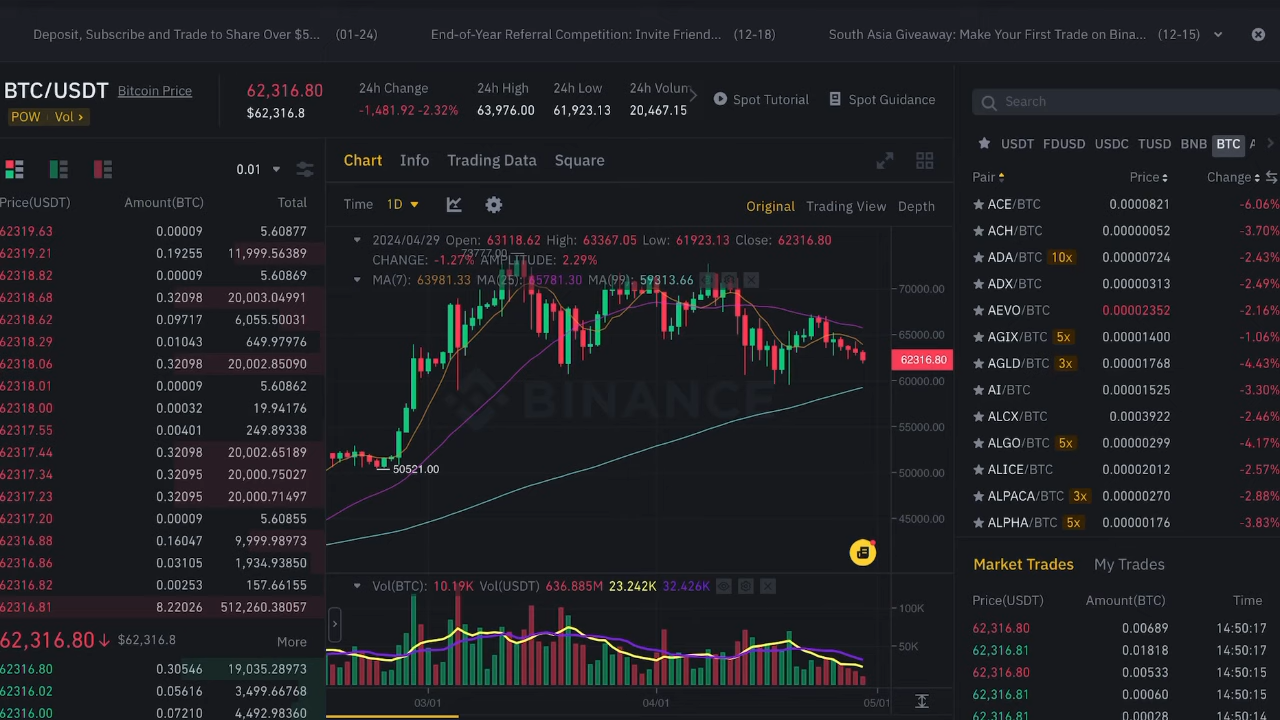 Deposit, Subscribe and Trade to Share Over $5... (01-24) End-of-Year Referral Competition: Invite Friend... (12-18) South Asia Giveaway: Make Your First Trade on Bina... (12-15)
BTC/USDT Bitcoin Price
POW Vol >
62,316.80
$62,316.8
24h Change
-1,481.92 -2.32%
24h High
63,976.00
24h Low
61,923.13
24h Volum
20,467.15
Spot Tutorial
Spot Guidance
0.01
Price(USDT) Amount(BTC) Total
62319.63 0.00009 5.60877
62319.21 0.19255 11,999.56389
62318.82 0.00009 5.60869
62318.68 0.32098 20,003.04991
62318.62 0.09717 6,055.50031
62318.29 0.01043 649.97976
62318.06 0.32098 20,002.85090
62318.01 0.00009 5.60862
62318.00 0.00032 19.94176
62317.55 0.00401 249.89338
62317.44 0.32098 20,002.65189
62317.34 0.32095 20,000.75027
62317.23 0.32095 20,000.71497
62317.20 0.00009 5.60855
62316.88 0.16047 9,999.98973
62316.86 0.03105 1,934.93850
62316.82 0.00253 157.66155
62316.81 8.22026 512,260.38057
62,316.80↓ $62,316.8 More
62316.80 0.30546 19,035.28973
62316.02 0.05616 3,499.66768
62316.00 0.07210 4,492.98360
Chart Info Trading Data Square
Time 1D
Original Trading View Depth
2024/04/29 Open: 63118.62 High: 63367.05 Low: 61923.13 Close: 62316.80
CHANGE: -1.27% AMPLITUDE: 2.29%
73777.00
MA(7): 63981.33 MA(25): 65781.30 MA(99): 59313.66
70000.00
65000.00
62316.80
60000.00
BINANCE
55000.00
50521.00
50000.00
45000.00
Vol(BTC): 10.19K Vol(USDT) 636.885M 23.242K 32.426K
100K
50K
03/01 04/01 05/01
Search
USDT FDUSD USDC TUSD BNB BTC
Pair Price Change
ACE/BTC 0.0000821 -6.06%
ACH/BTC 0.00000052 -3.70%
ADA/BTC 10x 0.00000724 -2.43%
ADX/BTC 0.00000313 -2.49%
AEVO/BTC 0.00002352 -2.16%
AGIX/BTC 5x 0.00001400 -1.06%
AGLD/BTC 3x 0.00001768 -4.43%
AI/BTC 0.00001525 -3.30%
ALCX/BTC 0.0003922 -2.46%
ALGO/BTC 5x 0.00000299 -4.17%
ALICE/BTC 0.00002012 -2.57%
ALPACA/BTC 3x 0.00000270 -2.88%
ALPHA/BTC 5x 0.00000176 -3.83%
Market Trades My Trades
Price(USDT) Amount(BTC) Time
62,316.80 0.00689 14:50:17
62,316.81 0.01818 14:50:17
62,316.80 0.00533 14:50:17
62,316.81 0.00060 14:50:15
62,316.81 0.00028 14:50:14